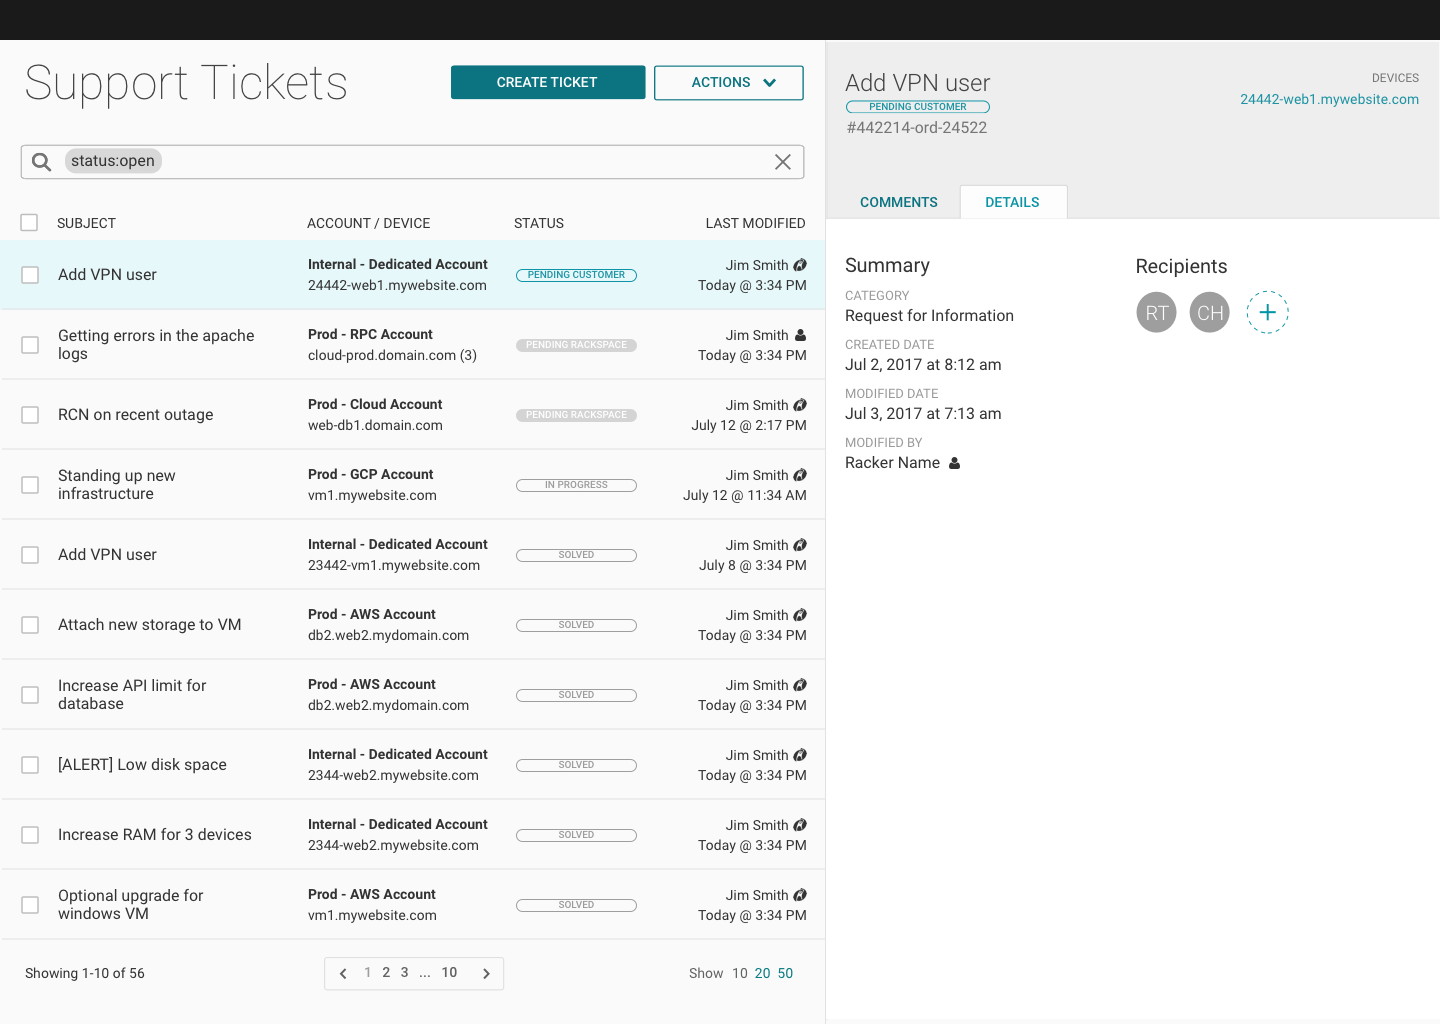 Support Tickets
CREATE TICKET
ACTIONS
status:open
SUBJECT
ACCOUNT / DEVICE
STATUS
LAST MODIFIED
Add VPN user
Internal - Dedicated Account
24442-web1.mywebsite.com
PENDING CUSTOMER
Jim Smith
Today @ 3:34 PM
Getting errors in the apache
logs
Prod - RPC Account
cloud-prod.domain.com (3)
PENDING RACKSPACE
Jim Smith
Today @ 3:34 PM
RCN on recent outage
Prod - Cloud Account
web-db1.domain.com
PENDING RACKSPACE
Jim Smith
July 12 @ 2:17 PM
Standing up new
infrastructure
Prod - GCP Account
vm1.mywebsite.com
IN PROGRESS
Jim Smith
July 12 @ 11:34 AM
Add VPN user
Internal - Dedicated Account
23442-vm1.mywebsite.com
SOLVED
Jim Smith
July 8 @ 3:34 PM
Attach new storage to VM
Prod - AWS Account
db2.web2.mydomain.com
SOLVED
Jim Smith
Today @ 3:34 PM
Increase API limit for
database
Prod - AWS Account
db2.web2.mydomain.com
SOLVED
Jim Smith
Today @ 3:34 PM
[ALERT] Low disk space
Internal - Dedicated Account
2344-web2.mywebsite.com
SOLVED
Jim Smith
Today @ 3:34 PM
Increase RAM for 3 devices
Internal - Dedicated Account
2344-web2.mywebsite.com
SOLVED
Jim Smith
Today @ 3:34 PM
Optional upgrade for
windows VM
Prod - AWS Account
vm1.mywebsite.com
SOLVED
Jim Smith
Today @ 3:34 PM
Showing 1-10 of 56
1 2 3 ... 10
Show 10 20 50
Add VPN user
PENDING CUSTOMER
#442214-ord-24522
DEVICES
24442-web1.mywebsite.com
COMMENTS
DETAILS
Summary
CATEGORY
Request for Information
CREATED DATE
Jul 2, 2017 at 8:12 am
MODIFIED DATE
Jul 3, 2017 at 7:13 am
MODIFIED BY
Racker Name
Recipients
RT
CH